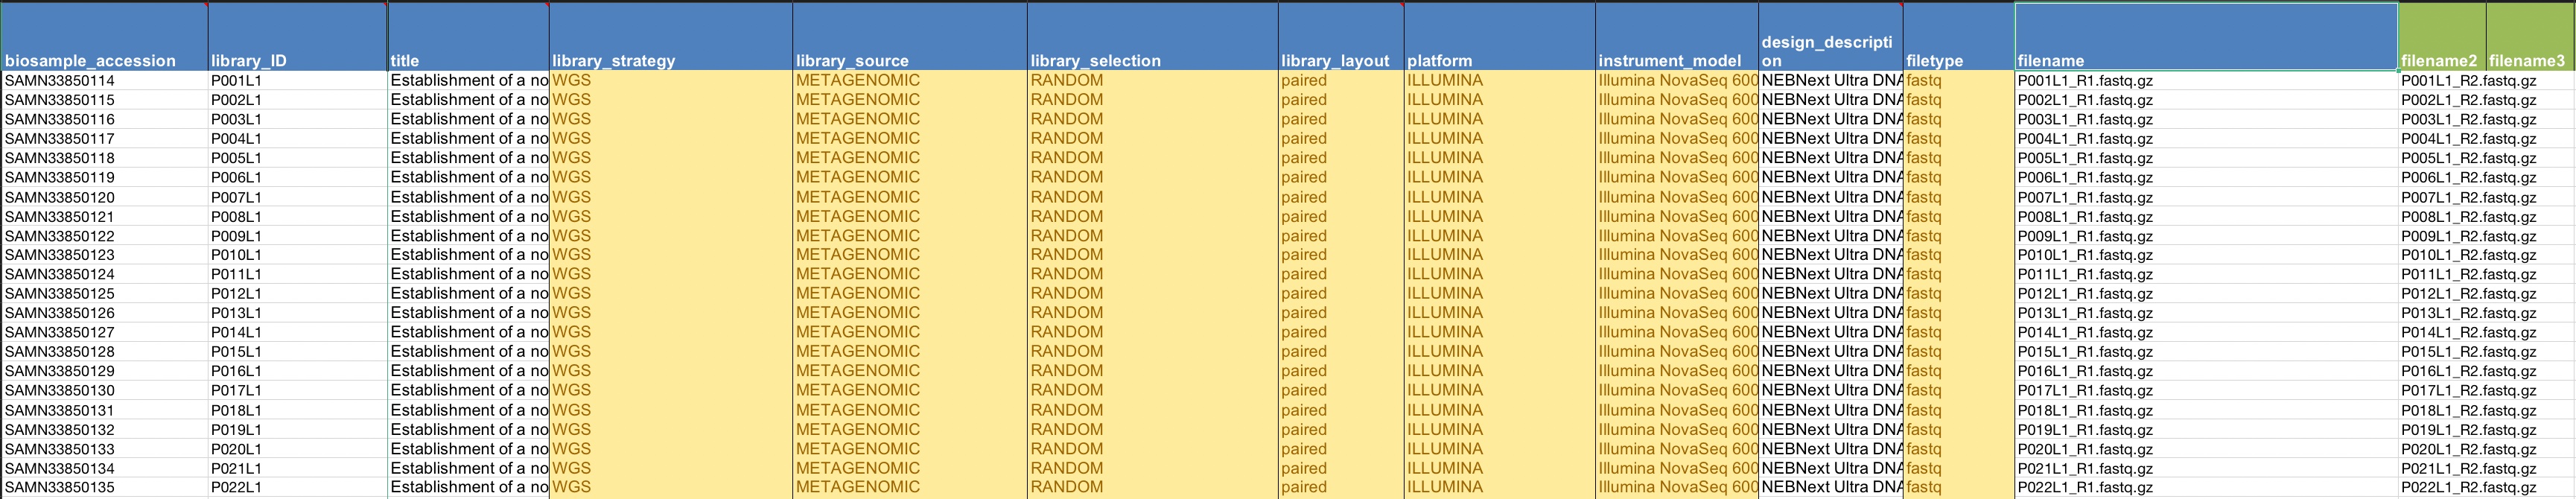 biosample_accession library_ID title library_strategy library_source library_selection library_layout platform instrument_model design_descripti on filetype filename filename2 filename3
SAMN33850114 P001L1 Establishment of a no WGS METAGENOMIC RANDOM paired ILLUMINA Illumina NovaSeq 600 NEBNext Ultra DNA fastq P001L1_R1.fastq.gz P001L1_R2.fastq.gz
SAMN33850115 P002L1 Establishment of a no WGS METAGENOMIC RANDOM paired ILLUMINA Illumina NovaSeq 600 NEBNext Ultra DNA fastq P002L1_R1.fastq.gz P002L1_R2.fastq.gz
SAMN33850116 P003L1 Establishment of a no WGS METAGENOMIC RANDOM paired ILLUMINA Illumina NovaSeq 600 NEBNext Ultra DNA fastq P003L1_R1.fastq.gz P003L1_R2.fastq.gz
SAMN33850117 P004L1 Establishment of a no WGS METAGENOMIC RANDOM paired ILLUMINA Illumina NovaSeq 600 NEBNext Ultra DNA fastq P004L1_R1.fastq.gz P004L1_R2.fastq.gz
SAMN33850118 P005L1 Establishment of a no WGS METAGENOMIC RANDOM paired ILLUMINA Illumina NovaSeq 600 NEBNext Ultra DNA fastq P005L1_R1.fastq.gz P005L1_R2.fastq.gz
SAMN33850119 P006L1 Establishment of a no WGS METAGENOMIC RANDOM paired ILLUMINA Illumina NovaSeq 600 NEBNext Ultra DNA fastq P006L1_R1.fastq.gz P006L1_R2.fastq.gz
SAMN33850120 P007L1 Establishment of a no WGS METAGENOMIC RANDOM paired ILLUMINA Illumina NovaSeq 600 NEBNext Ultra DNA fastq P007L1_R1.fastq.gz P007L1_R2.fastq.gz
SAMN33850121 P008L1 Establishment of a no WGS METAGENOMIC RANDOM paired ILLUMINA Illumina NovaSeq 600 NEBNext Ultra DNA fastq P008L1_R1.fastq.gz P008L1_R2.fastq.gz
SAMN33850122 P009L1 Establishment of a no WGS METAGENOMIC RANDOM paired ILLUMINA Illumina NovaSeq 600 NEBNext Ultra DNA fastq P009L1_R1.fastq.gz P009L1_R2.fastq.gz
SAMN33850123 P010L1 Establishment of a no WGS METAGENOMIC RANDOM paired ILLUMINA Illumina NovaSeq 600 NEBNext Ultra DNA fastq P010L1_R1.fastq.gz P010L1_R2.fastq.gz
SAMN33850124 P011L1 Establishment of a no WGS METAGENOMIC RANDOM paired ILLUMINA Illumina NovaSeq 600 NEBNext Ultra DNA fastq P011L1_R1.fastq.gz P011L1_R2.fastq.gz
SAMN33850125 P012L1 Establishment of a no WGS METAGENOMIC RANDOM paired ILLUMINA Illumina NovaSeq 600 NEBNext Ultra DNA fastq P012L1_R1.fastq.gz P012L1_R2.fastq.gz
SAMN33850126 P013L1 Establishment of a no WGS METAGENOMIC RANDOM paired ILLUMINA Illumina NovaSeq 600 NEBNext Ultra DNA fastq P013L1_R1.fastq.gz P013L1_R2.fastq.gz
SAMN33850127 P014L1 Establishment of a no WGS METAGENOMIC RANDOM paired ILLUMINA Illumina NovaSeq 600 NEBNext Ultra DNA fastq P014L1_R1.fastq.gz P014L1_R2.fastq.gz
SAMN33850128 P015L1 Establishment of a no WGS METAGENOMIC RANDOM paired ILLUMINA Illumina NovaSeq 600 NEBNext Ultra DNA fastq P015L1_R1.fastq.gz P015L1_R2.fastq.gz
SAMN33850129 P016L1 Establishment of a no WGS METAGENOMIC RANDOM paired ILLUMINA Illumina NovaSeq 600 NEBNext Ultra DNA fastq P016L1_R1.fastq.gz P016L1_R2.fastq.gz
SAMN33850130 P017L1 Establishment of a no WGS METAGENOMIC RANDOM paired ILLUMINA Illumina NovaSeq 600 NEBNext Ultra DNA fastq P017L1_R1.fastq.gz P017L1_R2.fastq.gz
SAMN33850131 P018L1 Establishment of a no WGS METAGENOMIC RANDOM paired ILLUMINA Illumina NovaSeq 600 NEBNext Ultra DNA fastq P018L1_R1.fastq.gz P018L1_R2.fastq.gz
SAMN33850132 P019L1 Establishment of a no WGS METAGENOMIC RANDOM paired ILLUMINA Illumina NovaSeq 600 NEBNext Ultra DNA fastq P019L1_R1.fastq.gz P019L1_R2.fastq.gz
SAMN33850133 P020L1 Establishment of a no WGS METAGENOMIC RANDOM paired ILLUMINA Illumina NovaSeq 600 NEBNext Ultra DNA fastq P020L1_R1.fastq.gz P020L1_R2.fastq.gz
SAMN33850134 P021L1 Establishment of a no WGS METAGENOMIC RANDOM paired ILLUMINA Illumina NovaSeq 600 NEBNext Ultra DNA fastq P021L1_R1.fastq.gz P021L1_R2.fastq.gz
SAMN33850135 P022L1 Establishment of a no WGS METAGENOMIC RANDOM paired ILLUMINA Illumina NovaSeq 600 NEBNext Ultra DNA fastq P022L1_R1.fastq.gz P022L1_R2.fastq.gz